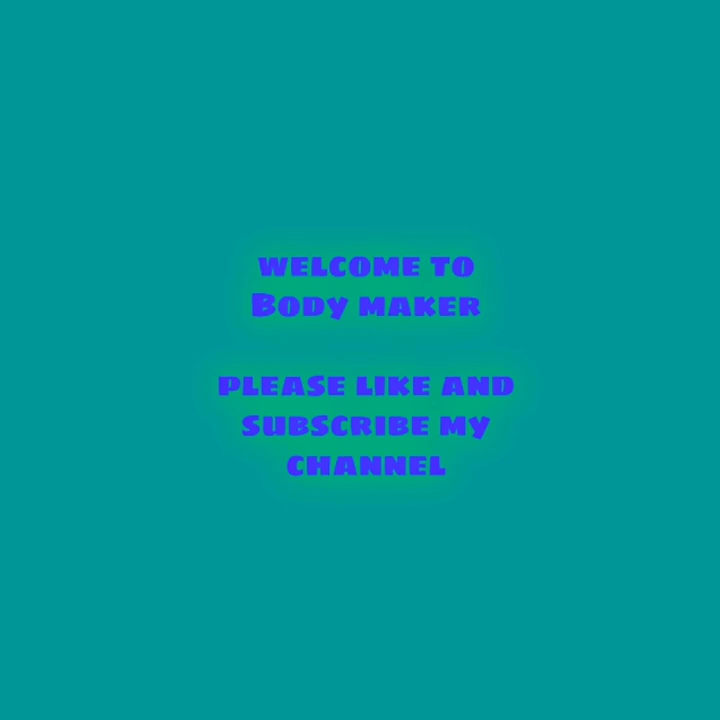 WELCOME TO
BODY MAKER
PLEASE LIKE AND
SUBSCRIBE MY
CHANNEL